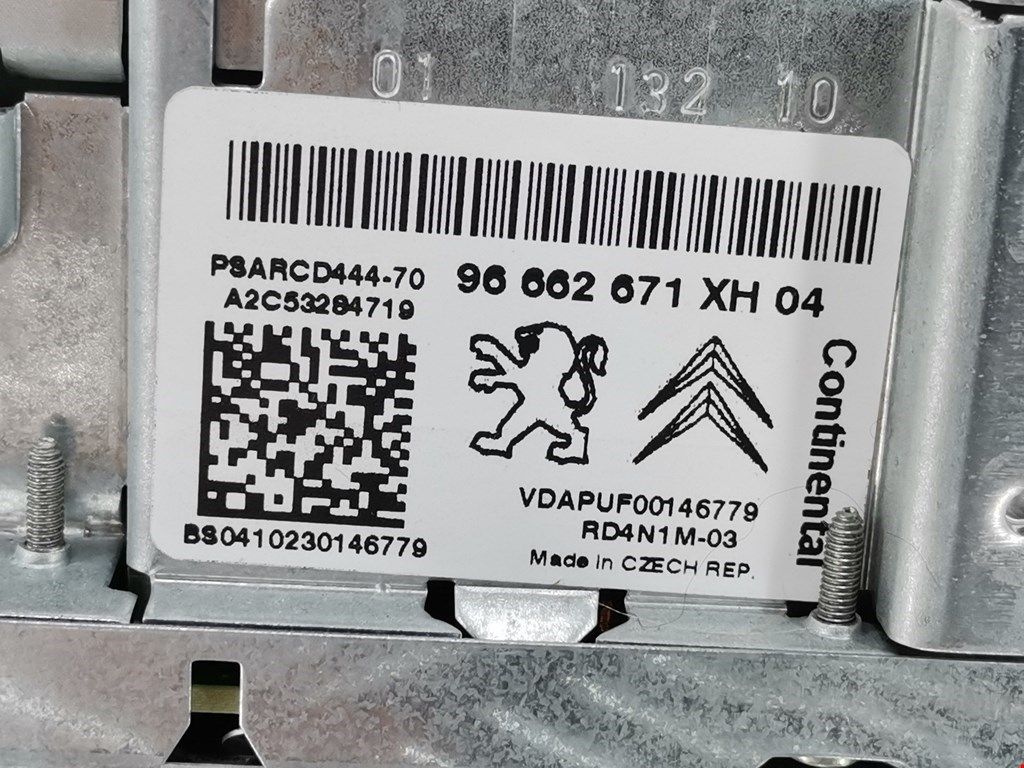 01 132 10
PSARCD444-70
A2C53284719
96 662 671 XH 04
Continental
VDAPUF00146779
RD4N1M-03
BS0410230146779
Made in CZECH REP.